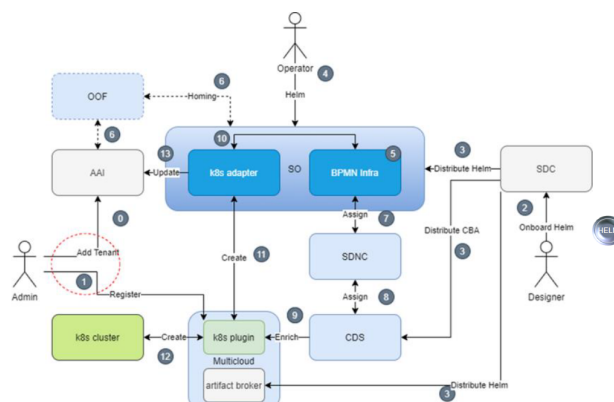 4
Operator
6
Homing
Helm
OOF
6
10
13
SO
5
3
AAI
Update
k8s adapter
BPMN Infra
Distribute Helm
SDC
0
Assign
7
2
Distribute CBA
Onboard Helm
HELM
Add Tenant
Create
11
SDNC
3
Admin
1
Designer
Register
Assign
8
9
k8s cluster
Create
k8s plugin
Enrich
CDS
12
Multicloud
artifact broker
Distribute Helm
3